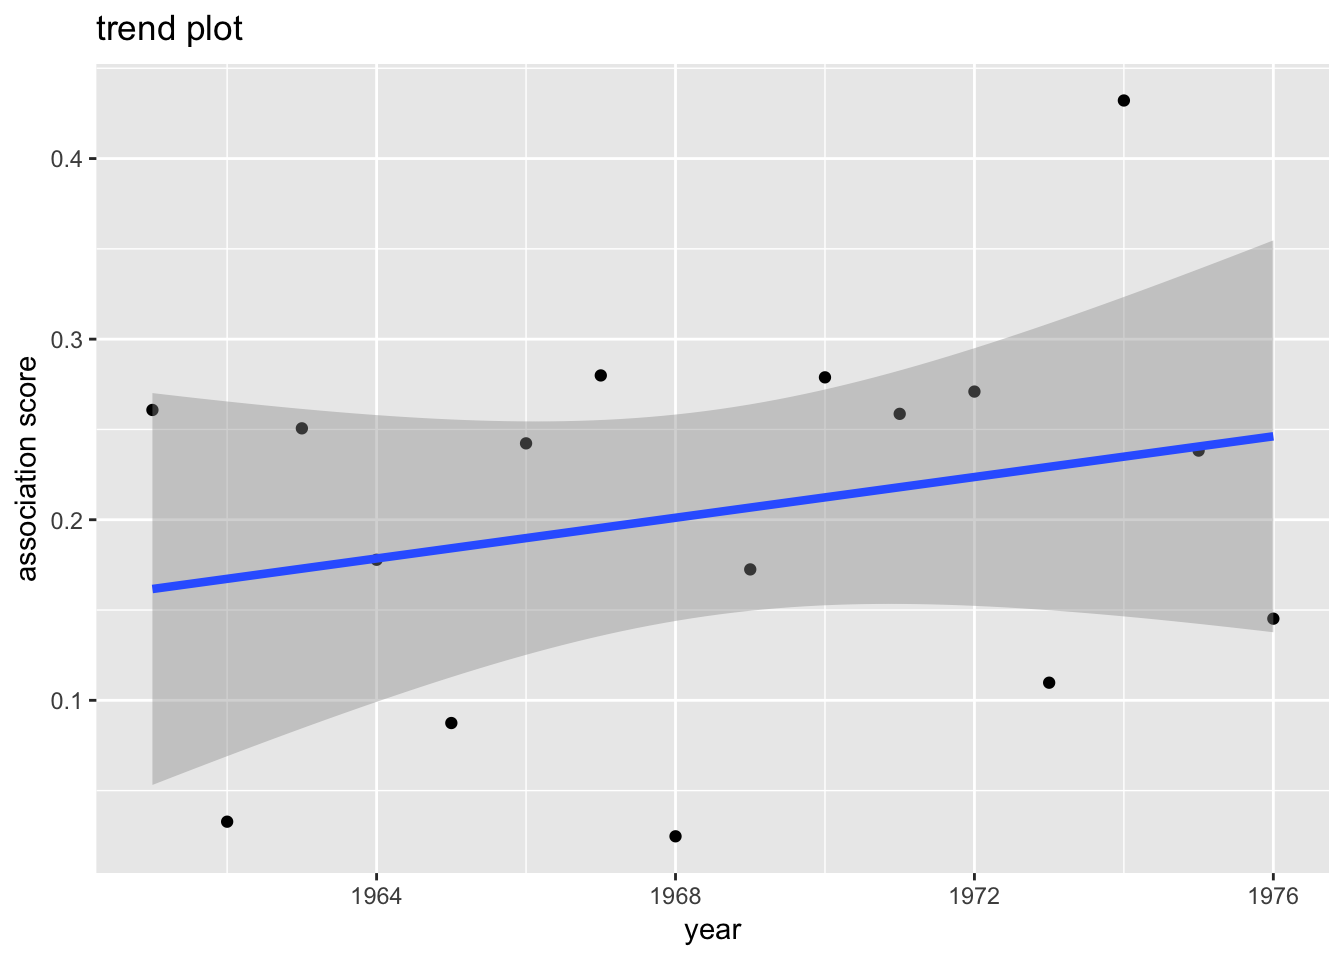 trend plot
0.4
0.3
0.2
0.1
association score
1964 1968 1972 1976
year